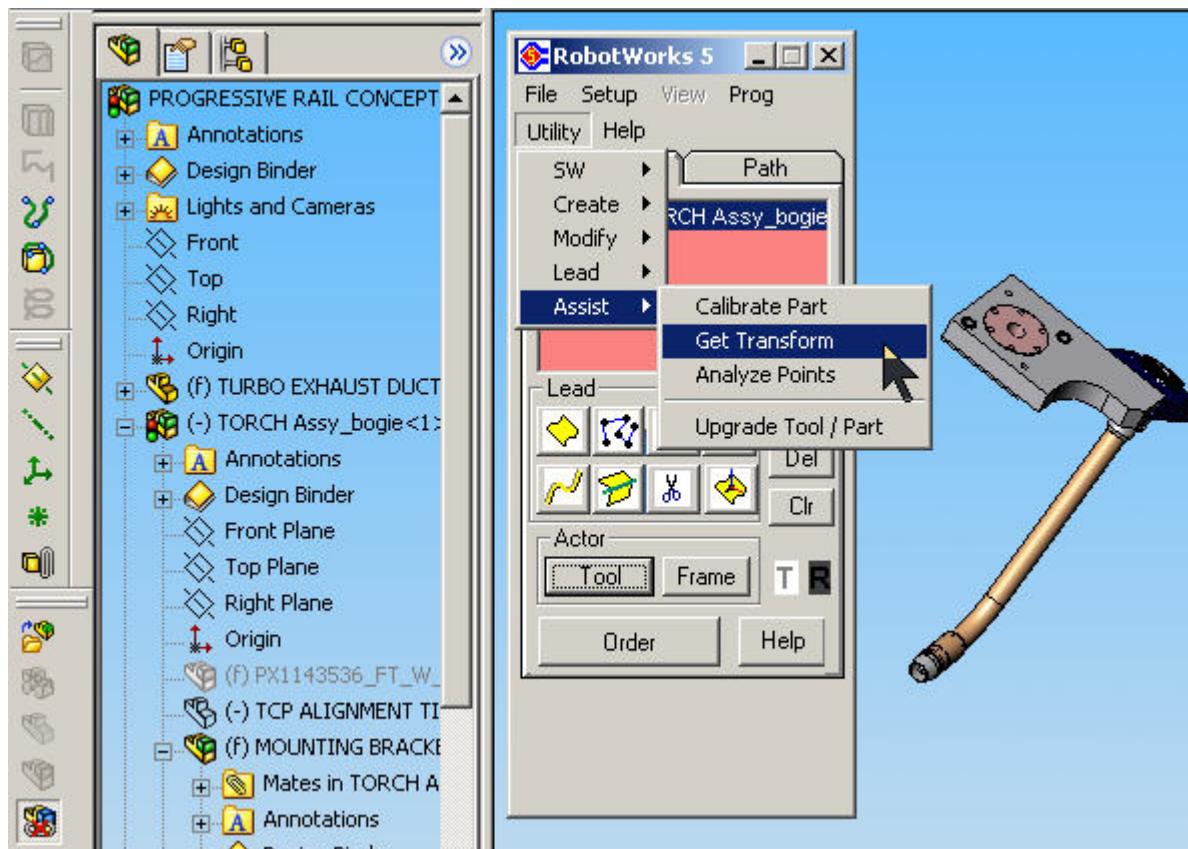 PROGRESSIVE RAIL CONCEPT
Annotations
Design Binder
Lights and Cameras
Front
Top
Right
Origin
(f) TURBO EXHAUST DUCT
(-) TORCH Assy_bogie<1>
Annotations
Design Binder
Front Plane
Top Plane
Right Plane
Origin
(f) PX1143536_FT_W_
(-) TCP ALIGNMENT TI
(f) MOUNTING BRACKE
Mates in TORCH A
Annotations
RobotWorks 5
File Setup View Prog
Utility Help
SW
Create
Modify
Lead
Assist
Path
RCH Assy_bogie
Calibrate Part
Get Transform
Analyze Points
Upgrade Tool / Part
Lead
Del
Clr
Actor
Tool Frame T R
Order Help